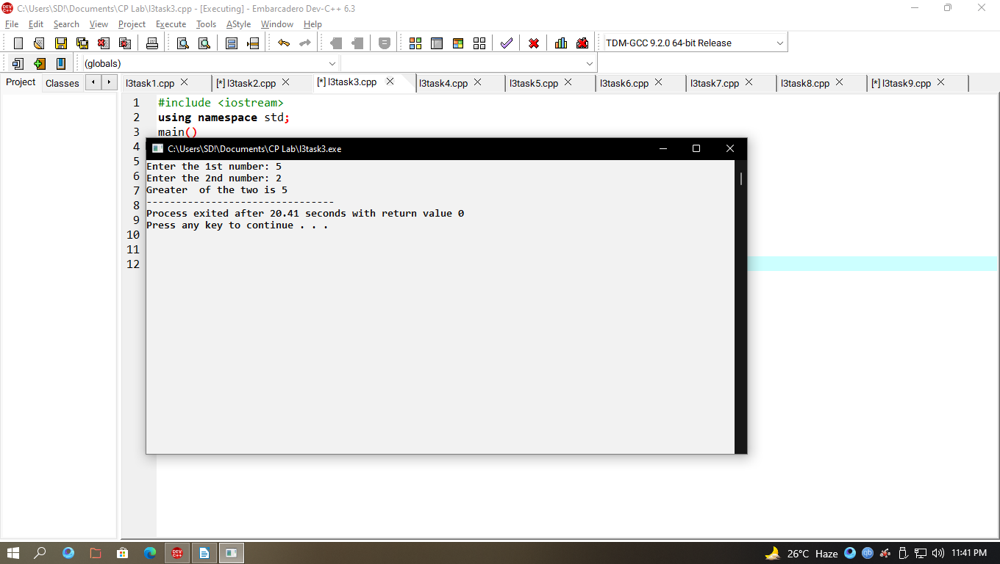 C:\Users\SD!\Documents\CP Lab\l3task3.cpp - [Executing] - Embarcadero Dev-C++ 6.3
File Edit Search View Project Execute Tools AStyle Window Help
TDM-GCC 9.2.0 64-bit Release
(globals)
Project Classes
l3task1.cpp [*] l3task2.cpp [*] l3task3.cpp l3task4.cpp l3task5.cpp l3task6.cpp l3task7.cpp l3task8.cpp [*] l3task9.cpp
1 #include <iostream>
2 using namespace std;
3 main()
4
5
6
7
8
9
10
11
12
C:\Users\SD!\Documents\CP Lab\l3task3.exe
Enter the 1st number: 5
Enter the 2nd number: 2
Greater  of the two is 5
--------------------------------
Process exited after 20.41 seconds with return value 0
Press any key to continue . . .
DEV C++
26°C Haze qb 11:41 PM